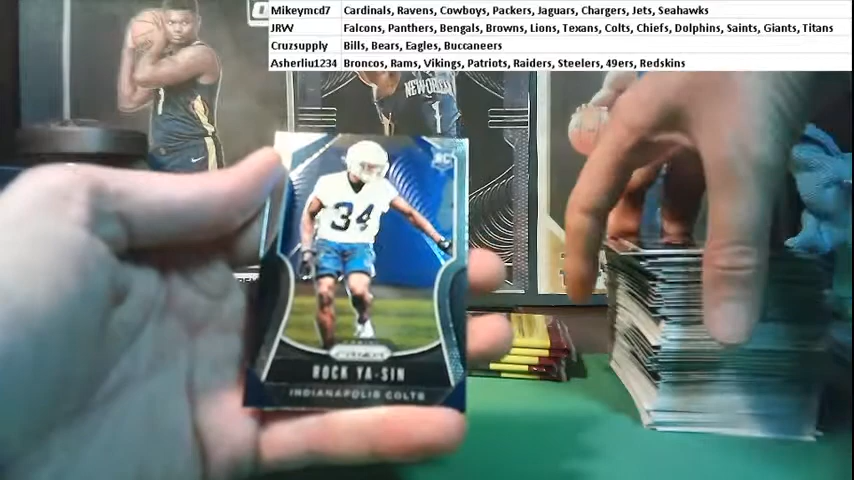 Mikeymcd7 Cardinals, Ravens, Cowboys, Packers, Jaguars, Chargers, Jets, Seahawks
JRW Falcons, Panthers, Bengals, Browns, Lions, Texans, Colts, Chiefs, Dolphins, Saints, Giants, Titans
Cruzsupply Bills, Bears, Eagles, Buccaneers
Asherliu1234 Broncos, Rams, Vikings, Patriots, Raiders, Steelers, 49ers, Redskins
RC
34
PRIZM
ROCK YA-SIN
INDIANAPOLIS COLTS